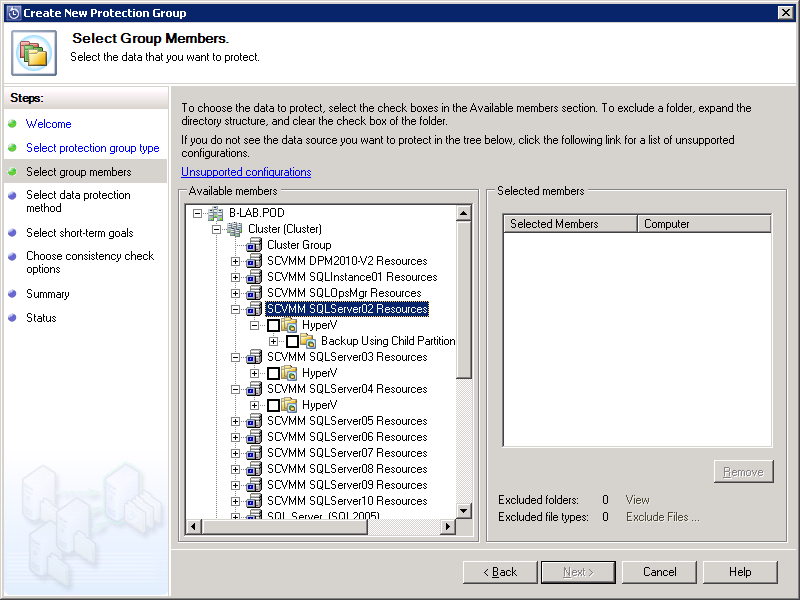 Create New Protection Group
Select Group Members.
Select the data that you want to protect.
Steps:
Welcome
Select protection group type
Select group members
Select data protection
method
Select short-term goals
Choose consistency check
options
Summary
Status
To choose the data to protect, select the check boxes in the Available members section. To exclude a folder, expand the
directory structure, and clear the check box of the folder.
If you do not see the data source you want to protect in the tree below, click the following link for a list of unsupported
configurations.
Unsupported configurations
Available members
B-LAB.POD
Cluster (Cluster)
Cluster Group
SCVMM DPM2010-V2 Resources
SCVMM SQLInstance01 Resources
SCVMM SQLOpsMgr Resources
SCVMM SQLServer02 Resources
HyperV
Backup Using Child Partition
SCVMM SQLServer03 Resources
HyperV
SCVMM SQLServer04 Resources
HyperV
SCVMM SQLServer05 Resources
SCVMM SQLServer06 Resources
SCVMM SQLServer07 Resources
SCVMM SQLServer08 Resources
SCVMM SQLServer09 Resources
SCVMM SQLServer10 Resources
SQL Server (SQL2005)
Selected members
Selected Members Computer
Remove
Excluded folders: 0 View
Excluded file types: 0 Exclude Files ...
< Back Next > Cancel Help